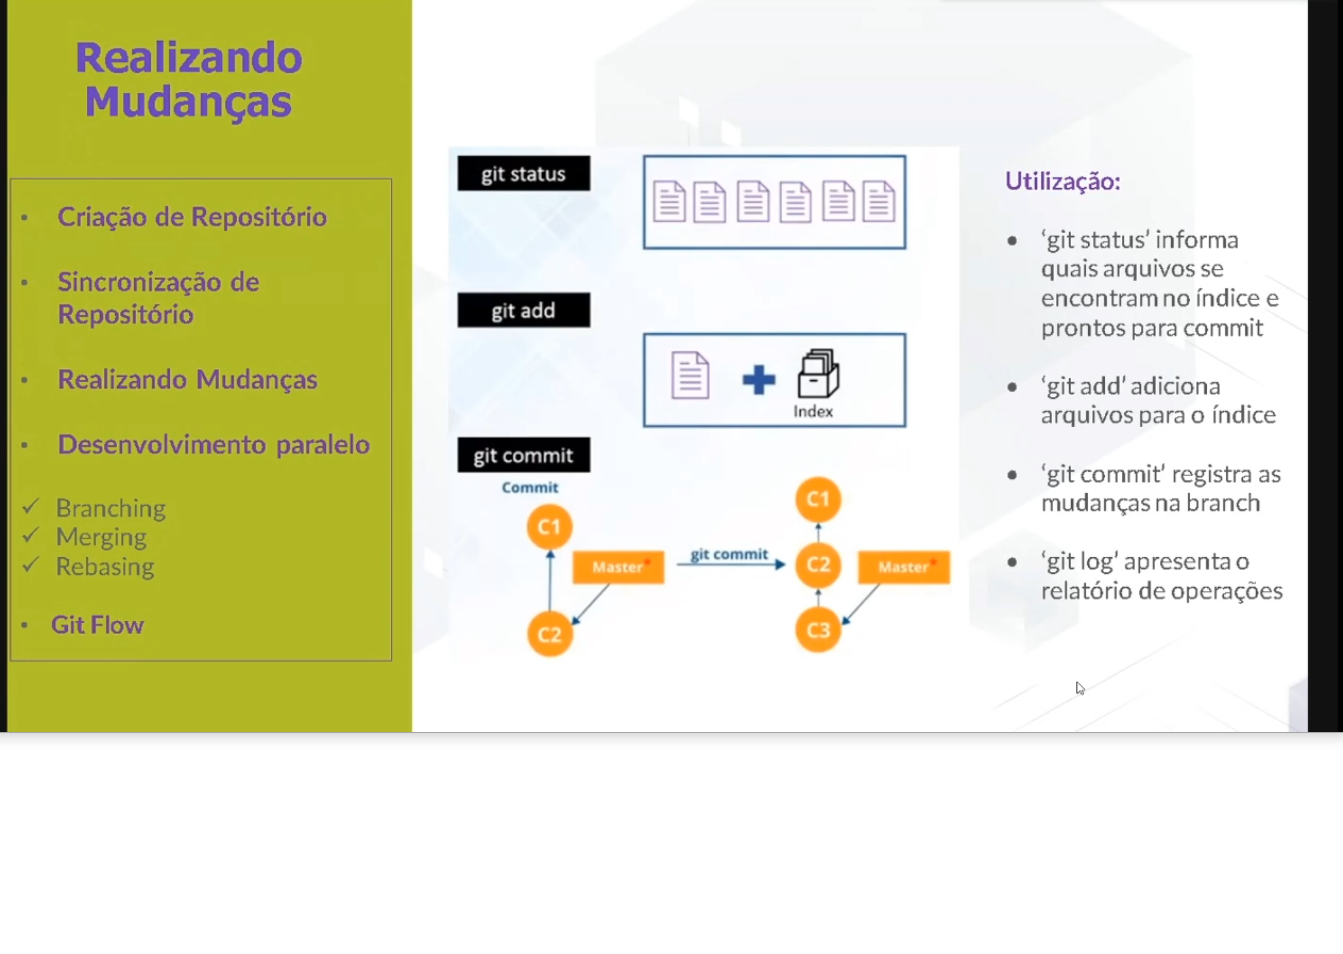 Realizando
Mudanças
• Criação de Repositório
• Sincronização de
Repositório
• Realizando Mudanças
• Desenvolvimento paralelo
✓ Branching
✓ Merging
✓ Rebasing
• Git Flow
git status
git add
Index
git commit
Commit
C1
Master*
C2
git commit
C1
C2
Master*
C3
Utilização:
• ‘git status’ informa
quais arquivos se
encontram no índice e
prontos para commit
• ‘git add’ adiciona
arquivos para o índice
• ‘git commit’ registra as
mudanças na branch
• ‘git log’ apresenta o
relatório de operações